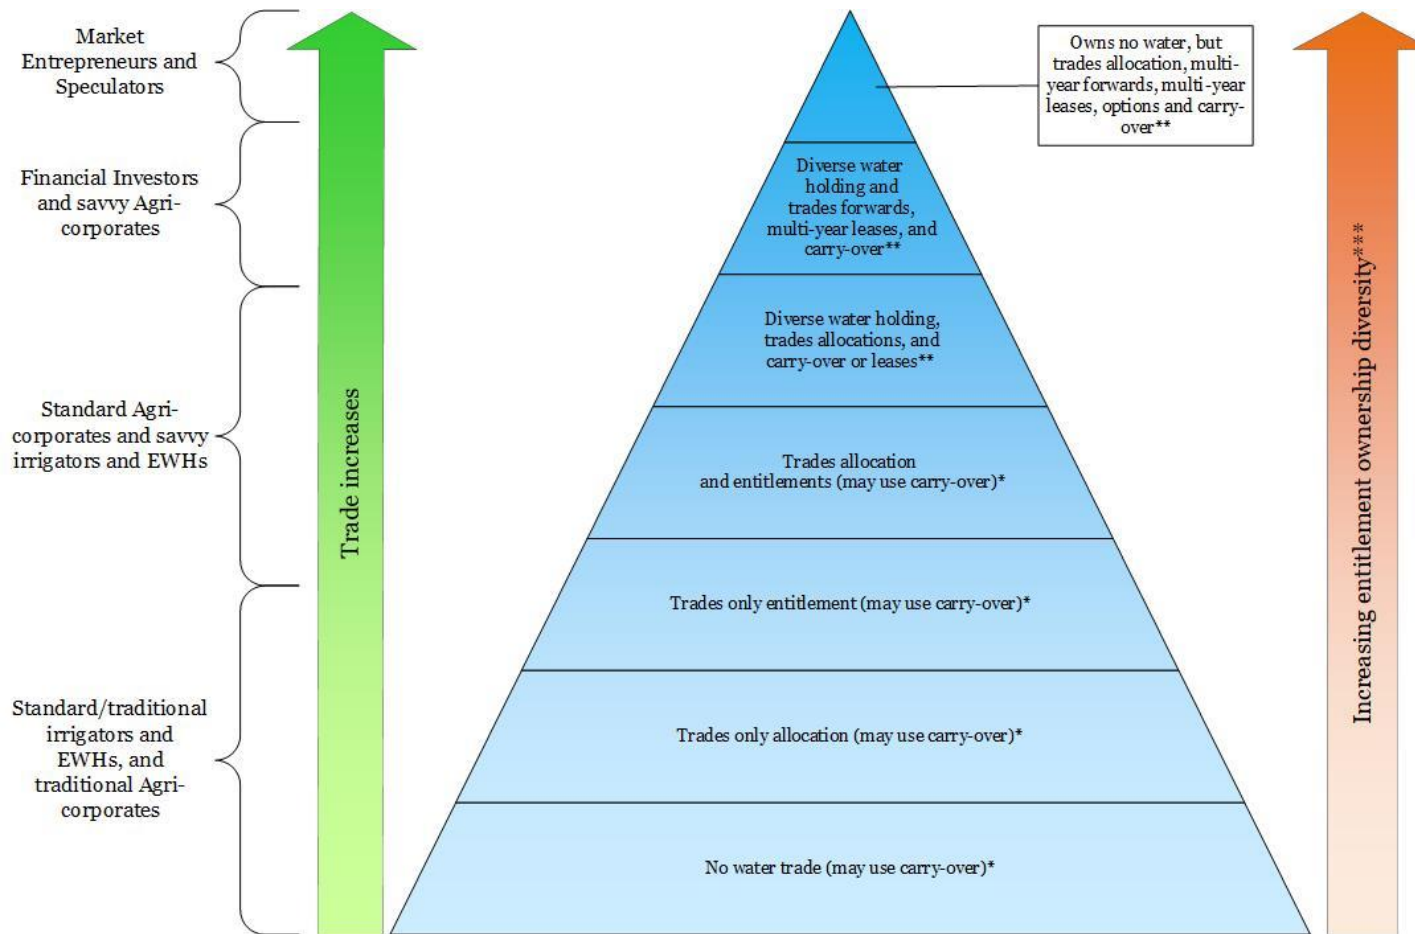 Market
Entrepreneurs and
Speculators
Financial Investors
and savvy Agri-
corporates
Standard Agri-
corporates and savvy
irrigators and EWHs
Standard/traditional
irrigators and
EWHs, and
traditional Agri-
corporates
Trade increases
Owns no water, but
trades allocation, multi-
year forwards, multi-year
leases, options and carry-
over**
Diverse water
holding and
trades forwards,
multi-year leases, and
carry-over**
Diverse water holding,
trades allocations, and
carry-over or leases**
Trades allocation
and entitlements (may use carry-over)*
Trades only entitlement (may use carry-over)*
Trades only allocation (may use carry-over)*
No water trade (may use carry-over)*
Increasing entitlement ownership diversity***